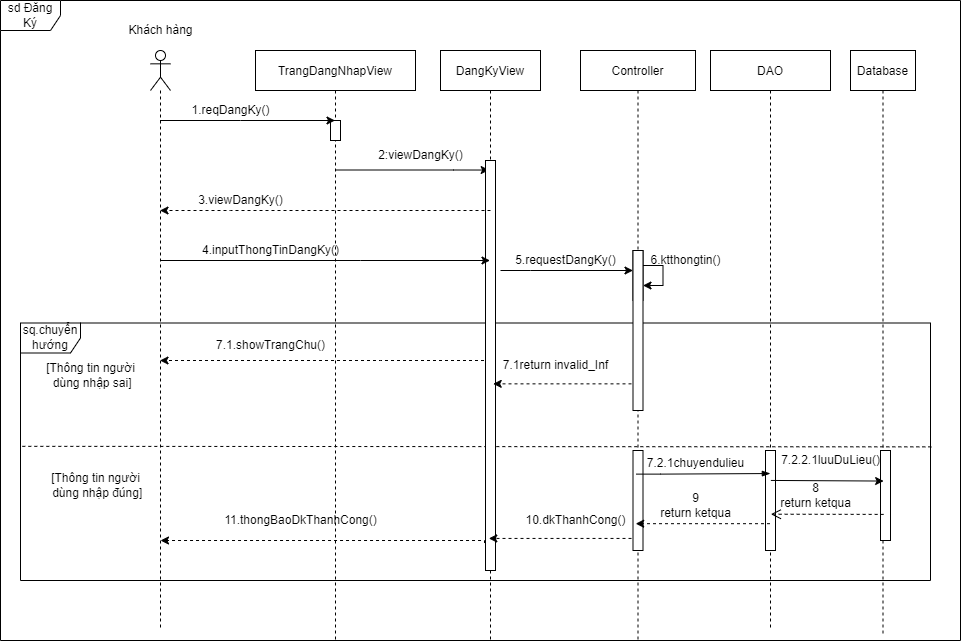 sd Đăng
Ký
Khách hàng
TrangDangNhapView
DangKyView
Controller
DAO
Database
1.reqDangKy()
2:viewDangKy()
3.viewDangKy()
4.inputThongTinDangKy()
5.requestDangKy()
6.ktthongtin()
sq.chuyển
hướng
7.1.showTrangChu()
[Thông tin người
dùng nhập sai]
7.1return invalid_Inf
[Thông tin người
dùng nhập đúng]
7.2.1chuyendulieu
7.2.2.1luuDuLieu()
8
return ketqua
9
return ketqua
10.dkThanhCong()
11.thongBaoDkThanhCong()